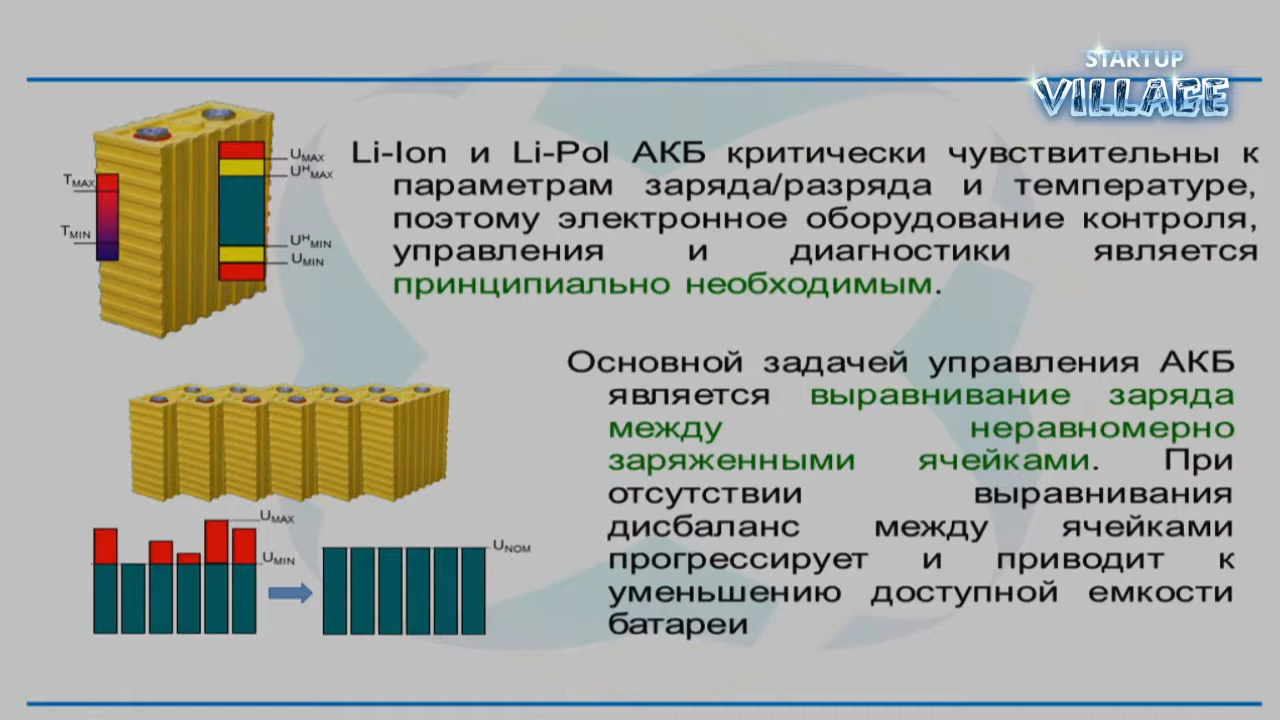 STARTUP
VILLAGE
Li-Ion и Li-Pol АКБ критически чувствительны к
параметрам заряда/разряда и температуре,
поэтому электронное оборудование контроля,
управления и диагностики является
принципиально необходимым.
TMAX
TMIN
UMAX
UНMAX
UНMIN
UMIN
Основной задачей управления АКБ
является выравнивание заряда
между неравномерно
заряженными ячейками. При
отсутствии выравнивания
дисбаланс между ячейками
прогрессирует и приводит к
уменьшению доступной емкости
батареи
UMAX
UMIN
UNOM